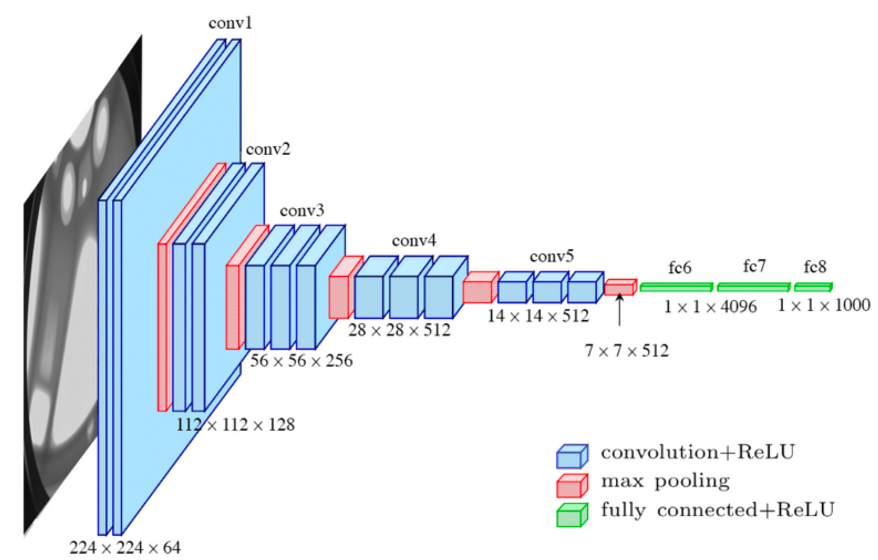 conv1
conv2
conv3
conv4
conv5
fc6
fc7
fc8
1 × 1 × 4096
1 × 1 × 1000
14 × 14 × 512
28 × 28 × 512
7 × 7 × 512
56 × 56 × 256
112 × 112 × 128
224 × 224 × 64
convolution+ReLU
max pooling
fully connected+ReLU